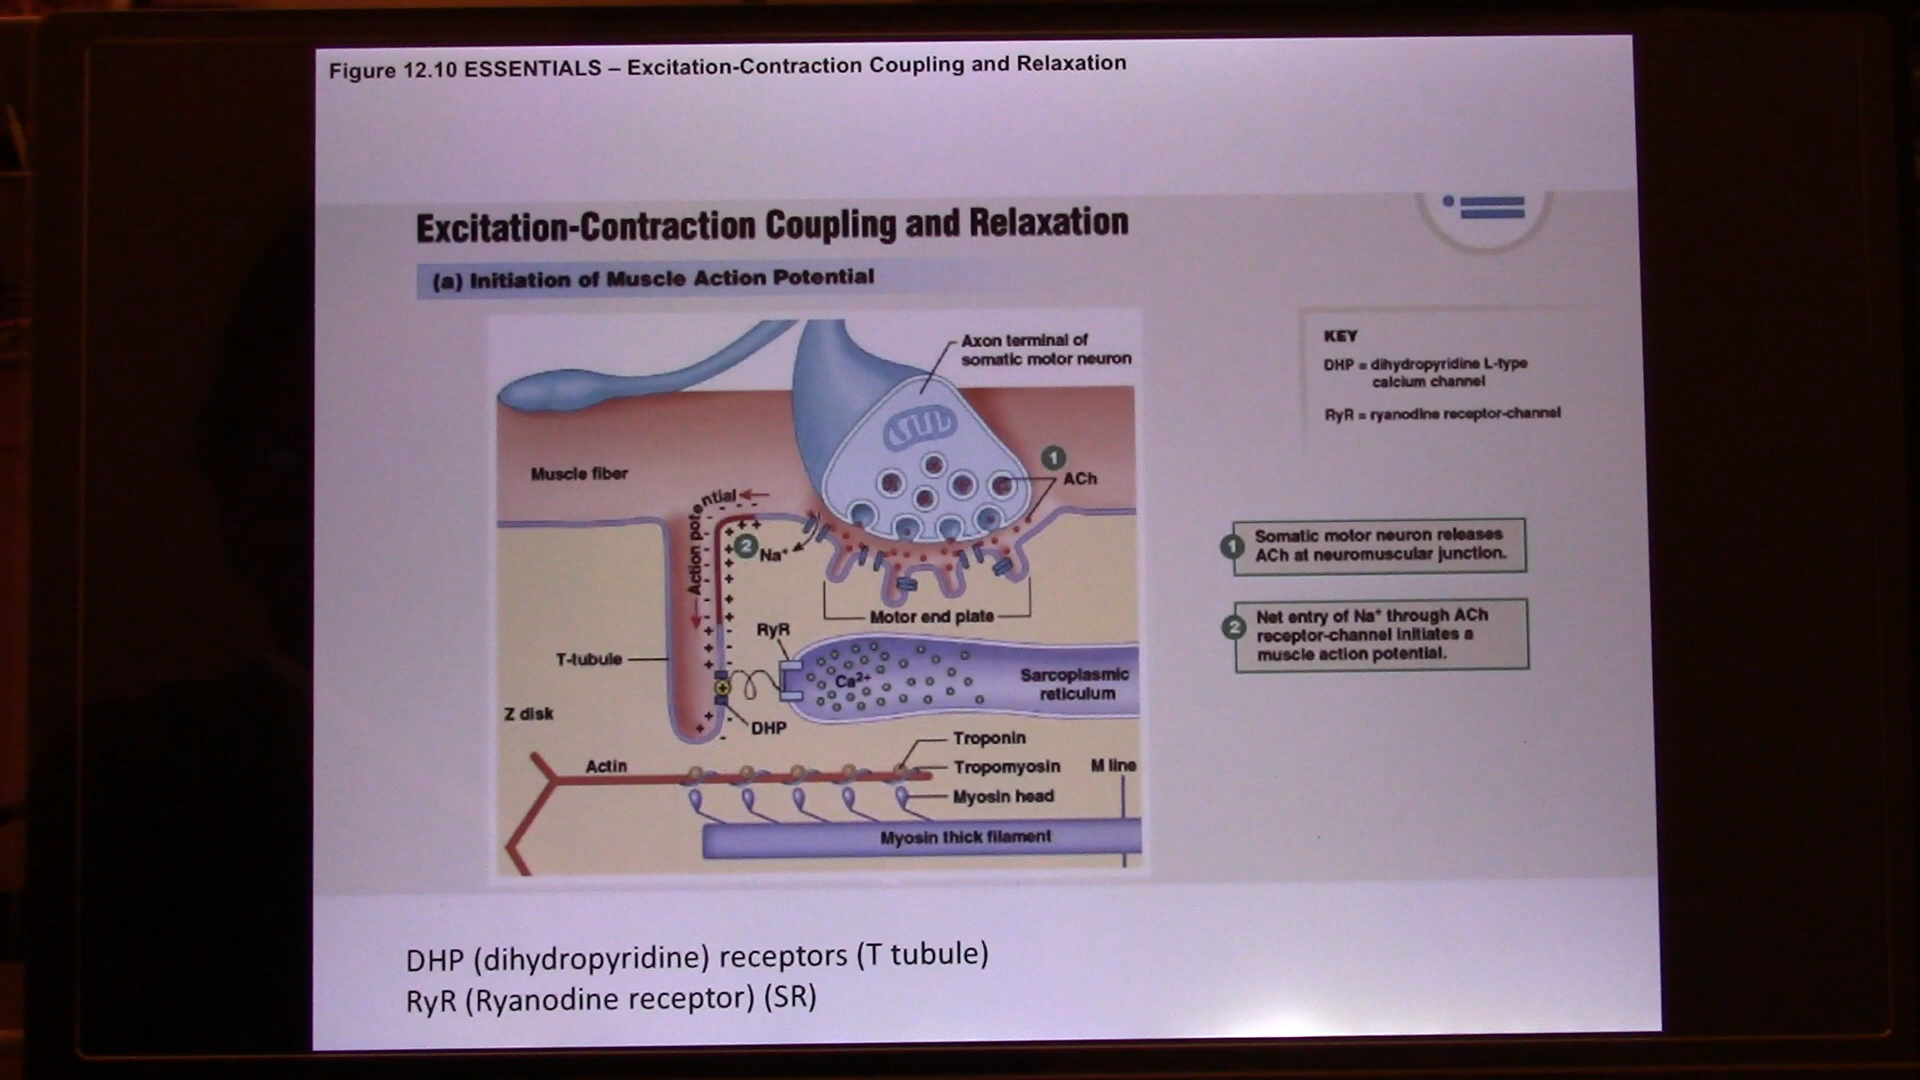 Figure 12.10 ESSENTIALS – Excitation-Contraction Coupling and Relaxation
Excitation-Contraction Coupling and Relaxation
(a) Initiation of Muscle Action Potential
Axon terminal of
somatic motor neuron
KEY
DHP = dihydropyridine L-type
calcium channel
RyR = ryanodine receptor-channel
Muscle fiber
1
ACh
Action potential
2
Na+
Motor end plate
RyR
T-tubule
Ca2+
Sarcoplasmic
reticulum
Z disk
DHP
Troponin
Actin
Tropomyosin
M line
Myosin head
Myosin thick filament
1 Somatic motor neuron releases
ACh at neuromuscular junction.
2 Net entry of Na+ through ACh
receptor-channel initiates a
muscle action potential.
DHP (dihydropyridine) receptors (T tubule)
RyR (Ryanodine receptor) (SR)